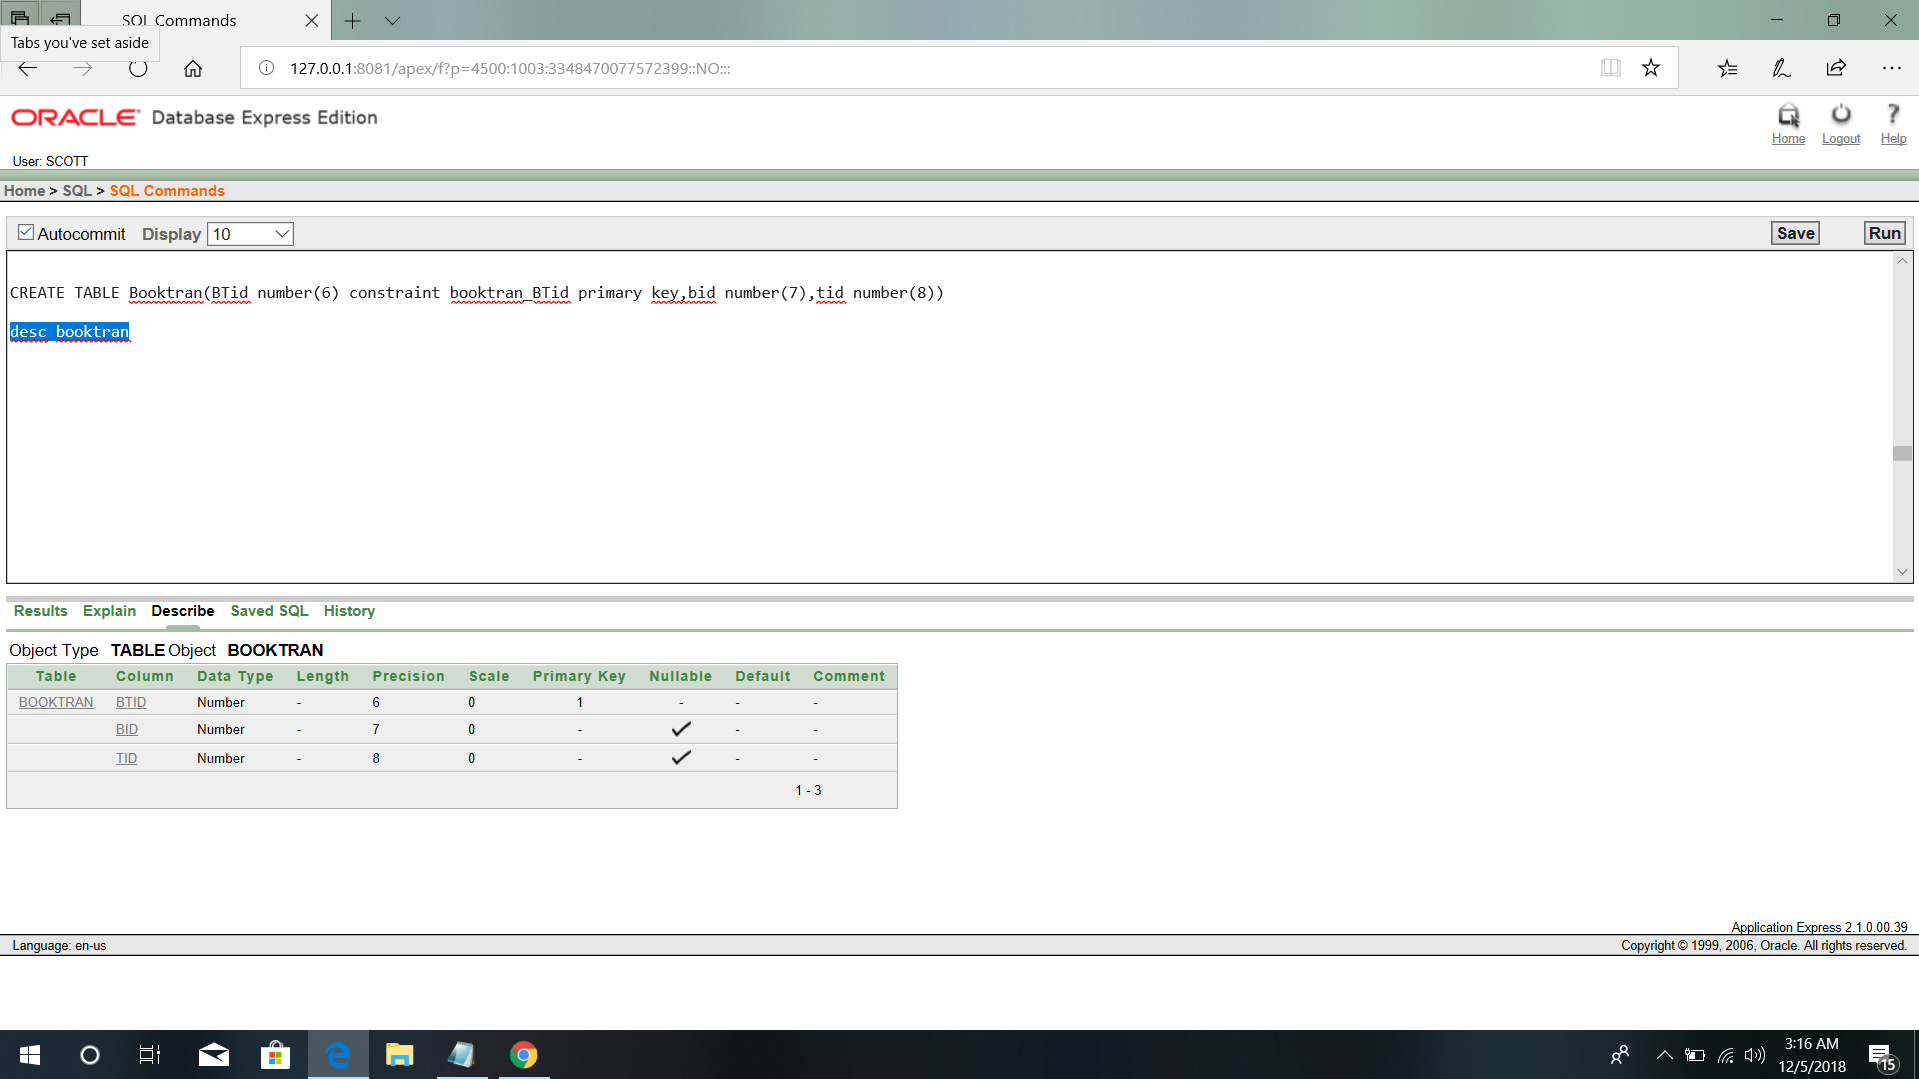 SQL Commands
Tabs you've set aside
127.0.0.1:8081/apex/f?p=4500:1003:3348470077572399::NO:::
ORACLE Database Express Edition
Home Logout Help
User: SCOTT
Home > SQL > SQL Commands
Autocommit Display 10 Save Run
CREATE TABLE Booktran(BTid number(6) constraint booktran_BTid primary key,bid number(7),tid number(8))
desc booktran
Results Explain Describe Saved SQL History
Object Type TABLE Object BOOKTRAN
Table Column Data Type Length Precision Scale Primary Key Nullable Default Comment
BOOKTRAN BTID Number - 6 0 1 - - -
BID Number - 7 0 - ✓ - -
TID Number - 8 0 - ✓ - -
1 - 3
Application Express 2.1.0.00.39
Language: en-us Copyright © 1999, 2006, Oracle. All rights reserved.
3:16 AM
12/5/2018
15